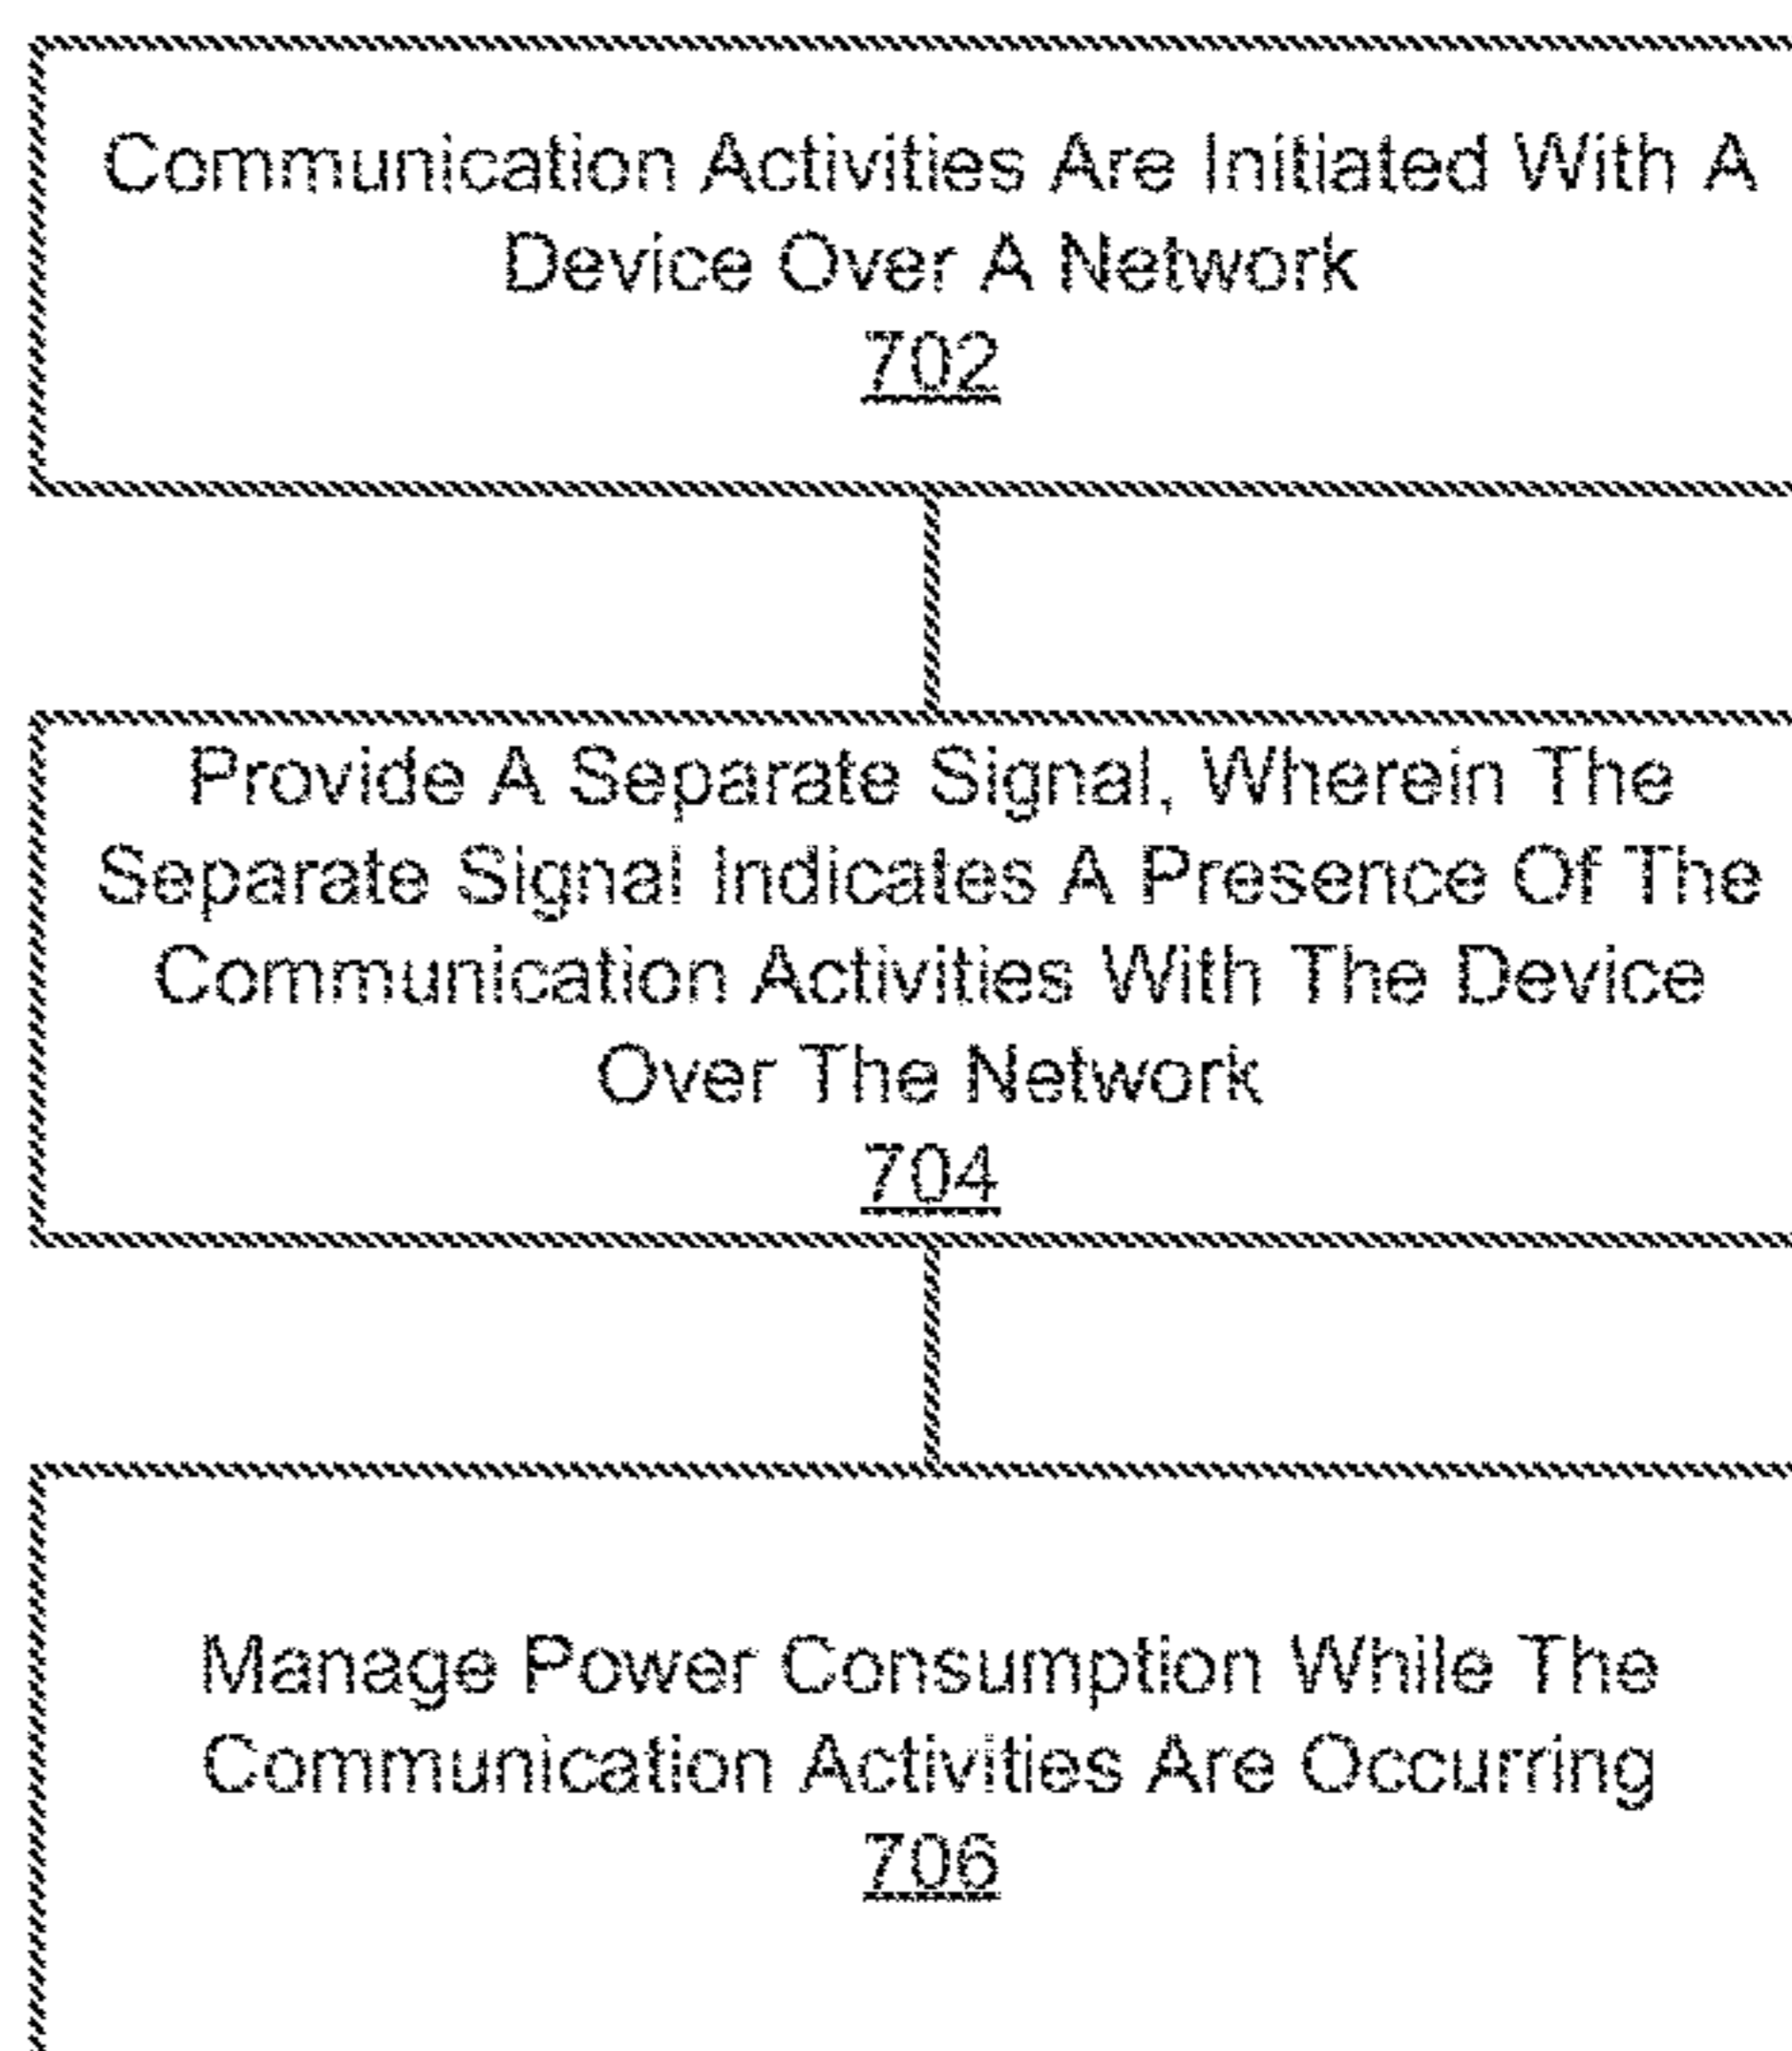 Communication Activities Are Initiated With A
Device Over A Network
702
Provide A Separate Signal, Wherein The
Separate Signal Indicates A Presence Of The
Communication Activities With The Device
Over The Network
704
Manage Power Consumption While The
Communication Activities Are Occurring
706